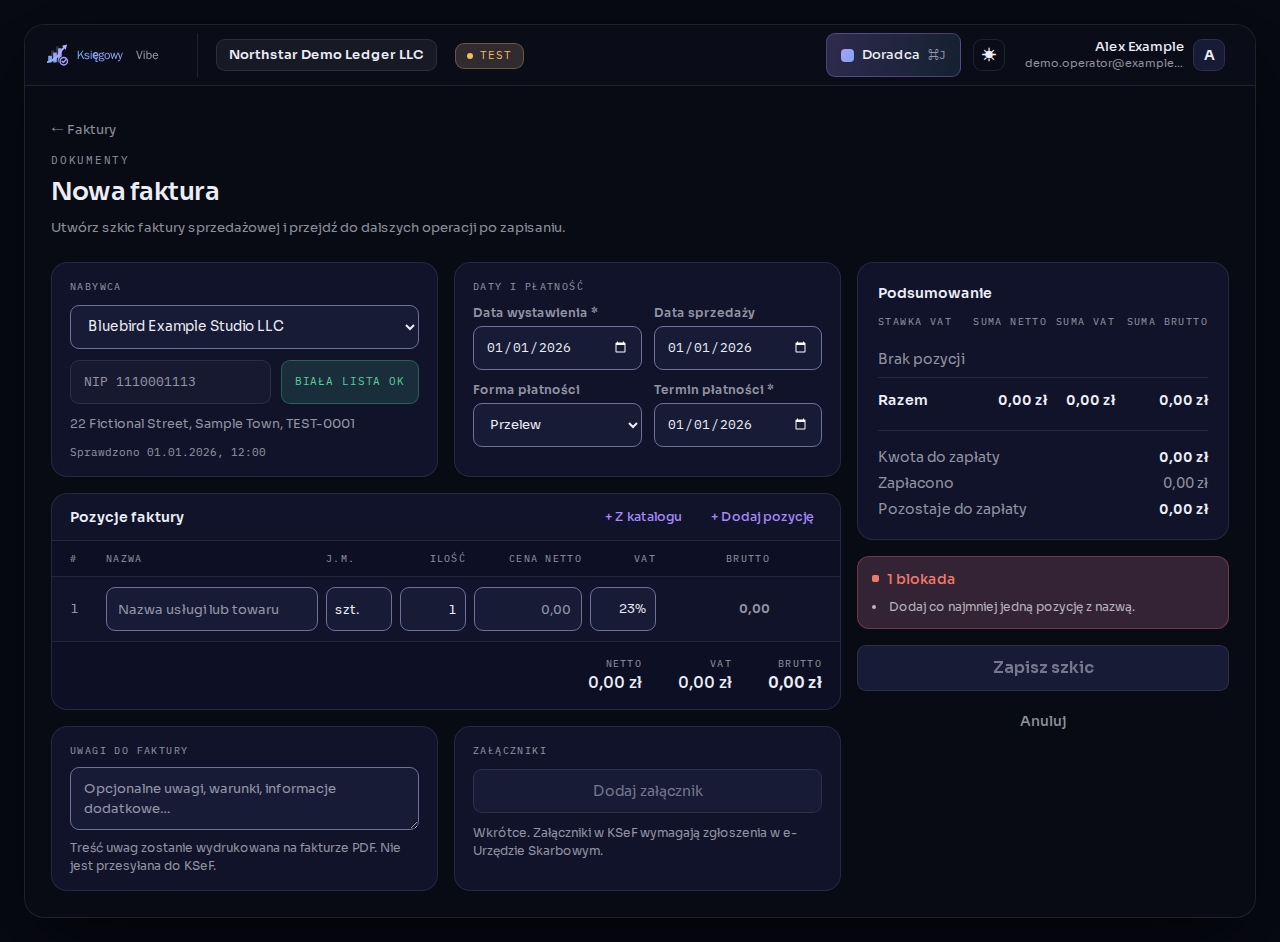 Księgowy Vibe
Northstar Demo Ledger LLC
TEST
Doradca ⌘J
Alex Example
demo.operator@example…
A
← Faktury
DOKUMENTY
Nowa faktura
Utwórz szkic faktury sprzedażowej i przejdź do dalszych operacji po zapisaniu.
NABYWCA
Bluebird Example Studio LLC
NIP 1110001113
BIAŁA LISTA OK
22 Fictional Street, Sample Town, TEST-0001
Sprawdzono 01.01.2026, 12:00
DATY I PŁATNOŚĆ
Data wystawienia * Data sprzedaży
01/01/2026 01/01/2026
Forma płatności Termin płatności *
Przelew 01/01/2026
Pozycje faktury + Z katalogu + Dodaj pozycję
# NAZWA J.M. ILOŚĆ CENA NETTO VAT BRUTTO
1 Nazwa usługi lub towaru szt. 1 0,00 23% 0,00
NETTO VAT BRUTTO
0,00 zł 0,00 zł 0,00 zł
UWAGI DO FAKTURY
Opcjonalne uwagi, warunki, informacje
dodatkowe...
Treść uwag zostanie wydrukowana na fakturze PDF. Nie
jest przesyłana do KSeF.
ZAŁĄCZNIKI
Dodaj załącznik
Wkrótce. Załączniki w KSeF wymagają zgłoszenia w e-
Urzędzie Skarbowym.
Podsumowanie
STAWKA VAT SUMA NETTO SUMA VAT SUMA BRUTTO
Brak pozycji
Razem 0,00 zł 0,00 zł 0,00 zł
Kwota do zapłaty 0,00 zł
Zapłacono 0,00 zł
Pozostaje do zapłaty 0,00 zł
1 blokada
• Dodaj co najmniej jedną pozycję z nazwą.
Zapisz szkic
Anuluj